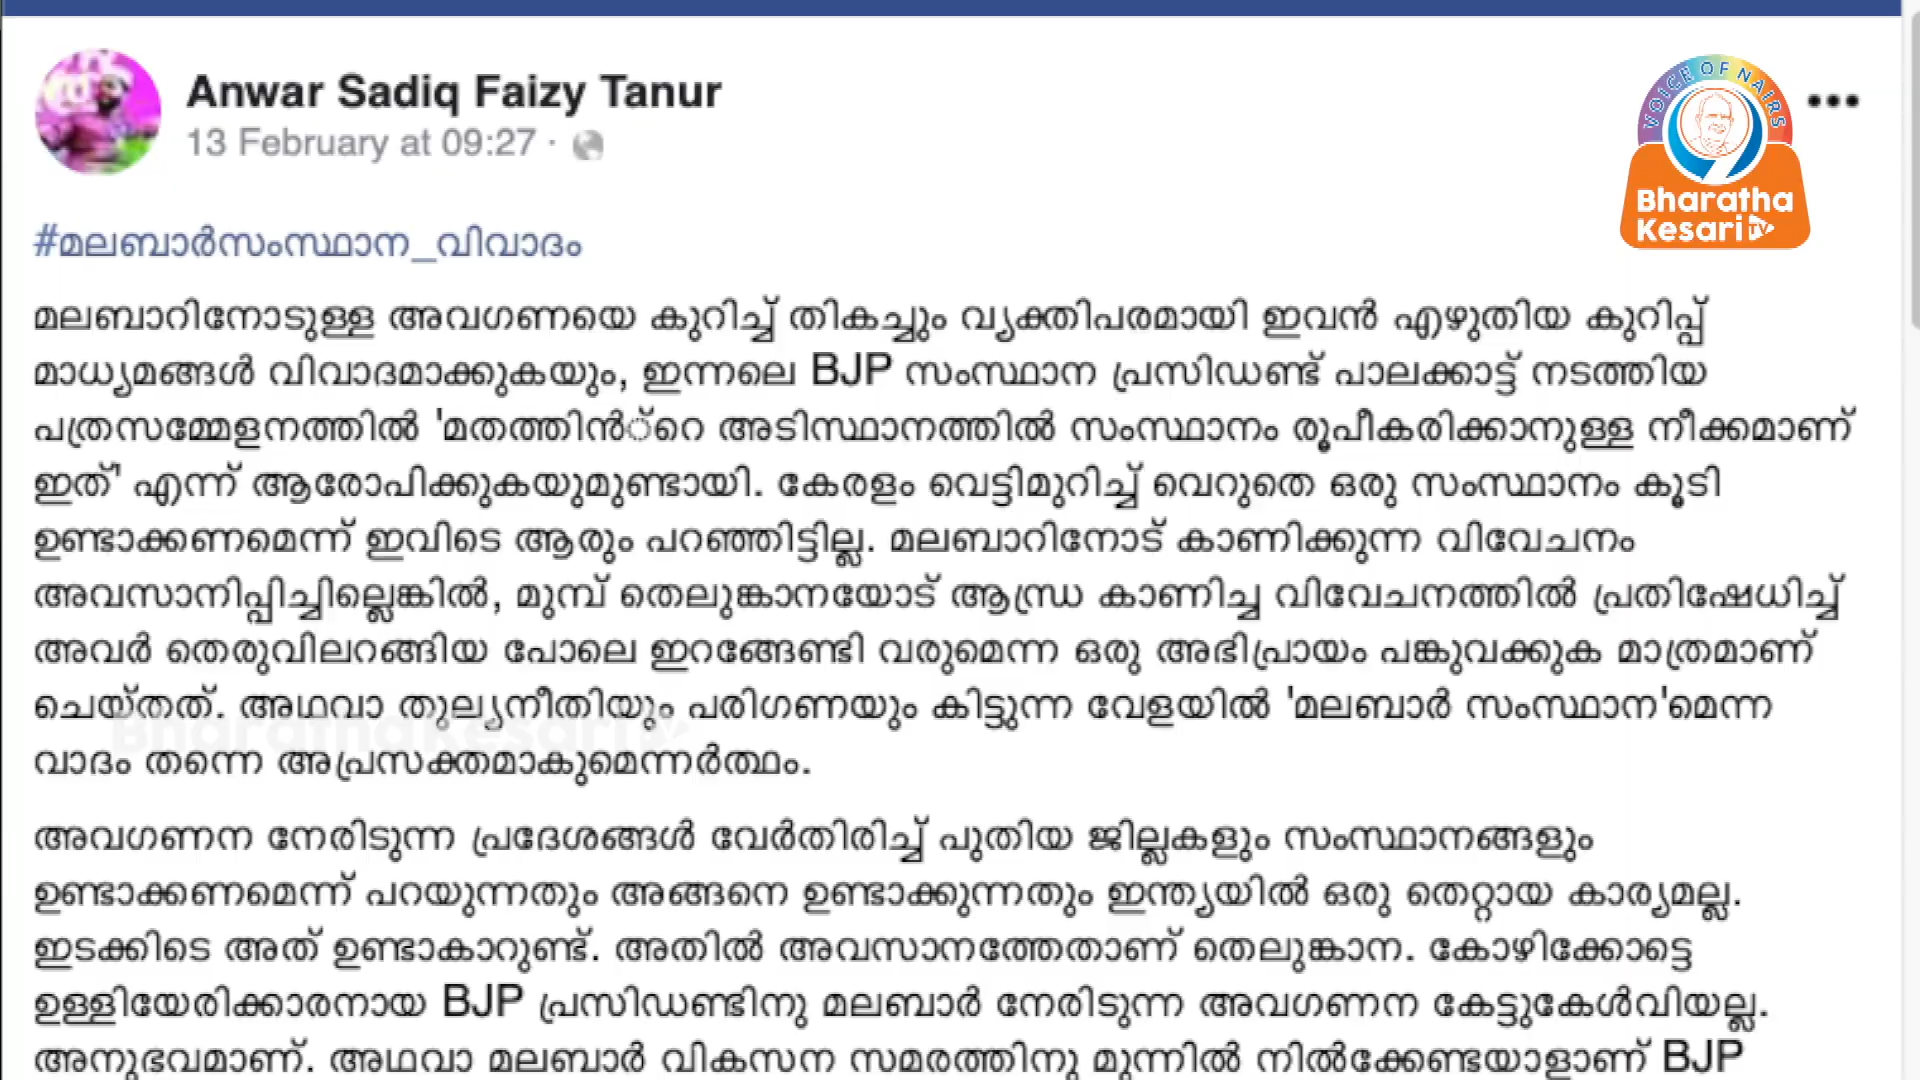 Anwar Sadiq Faizy Tanur
13 February at 09:27 ·
VOICE OF NAIRS
Bharatha
Kesari TV
#മലബാർസംസ്ഥാന_വിവാദം
മലബാറിനോടുള്ള അവഗണയെ കുറിച്ച് തികച്ചും വ്യക്തിപരമായി ഇവൻ എഴുതിയ കുറിപ്പ്
മാധ്യമങ്ങൾ വിവാദമാക്കുകയും, ഇന്നലെ BJP സംസ്ഥാന പ്രസിഡണ്ട് പാലക്കാട്ട് നടത്തിയ
പത്രസമ്മേളനത്തിൽ 'മതത്തിൻ്റെ അടിസ്ഥാനത്തിൽ സംസ്ഥാനം രൂപീകരിക്കാനുള്ള നീക്കമാണ്
ഇത്' എന്ന് ആരോപിക്കുകയുമുണ്ടായി. കേരളം വെട്ടിമുറിച്ച് വെറുതെ ഒരു സംസ്ഥാനം കൂടി
ഉണ്ടാക്കണമെന്ന് ഇവിടെ ആരും പറഞ്ഞിട്ടില്ല. മലബാറിനോട് കാണിക്കുന്ന വിവേചനം
അവസാനിപ്പിച്ചില്ലെങ്കിൽ, മുമ്പ് തെലുങ്കാനയോട് ആന്ധ്ര കാണിച്ച വിവേചനത്തിൽ പ്രതിഷേധിച്ച്
അവർ തെരുവിലറങ്ങിയ പോലെ ഇറങ്ങേണ്ടി വരുമെന്ന ഒരു അഭിപ്രായം പങ്കുവക്കുക മാത്രമാണ്
ചെയ്തത്. അഥവാ തുല്യനീതിയും പരിഗണയും കിട്ടുന്ന വേളയിൽ 'മലബാർ സംസ്ഥാന'മെന്ന
വാദം തന്നെ അപ്രസക്തമാകുമെന്നർത്ഥം.
Bharatha Kesari TV
അവഗണന നേരിടുന്ന പ്രദേശങ്ങൾ വേർതിരിച്ച് പുതിയ ജില്ലകളും സംസ്ഥാനങ്ങളും
ഉണ്ടാക്കണമെന്ന് പറയുന്നതും അങ്ങനെ ഉണ്ടാക്കുന്നതും ഇന്ത്യയിൽ ഒരു തെറ്റായ കാര്യമല്ല.
ഇടക്കിടെ അത് ഉണ്ടാകാറുണ്ട്. അതിൽ അവസാനത്തേതാണ് തെലുങ്കാന. കോഴിക്കോട്ടെ
ഉള്ളിയേരിക്കാരനായ BJP പ്രസിഡണ്ടിനു മലബാർ നേരിടുന്ന അവഗണന കേട്ടുകേൾവിയല്ല.
അനുഭവമാണ്. അഥവാ മലബാർ വികസന സമരത്തിനു മുന്നിൽ നിൽക്കേണ്ടയാളാണ് BJP